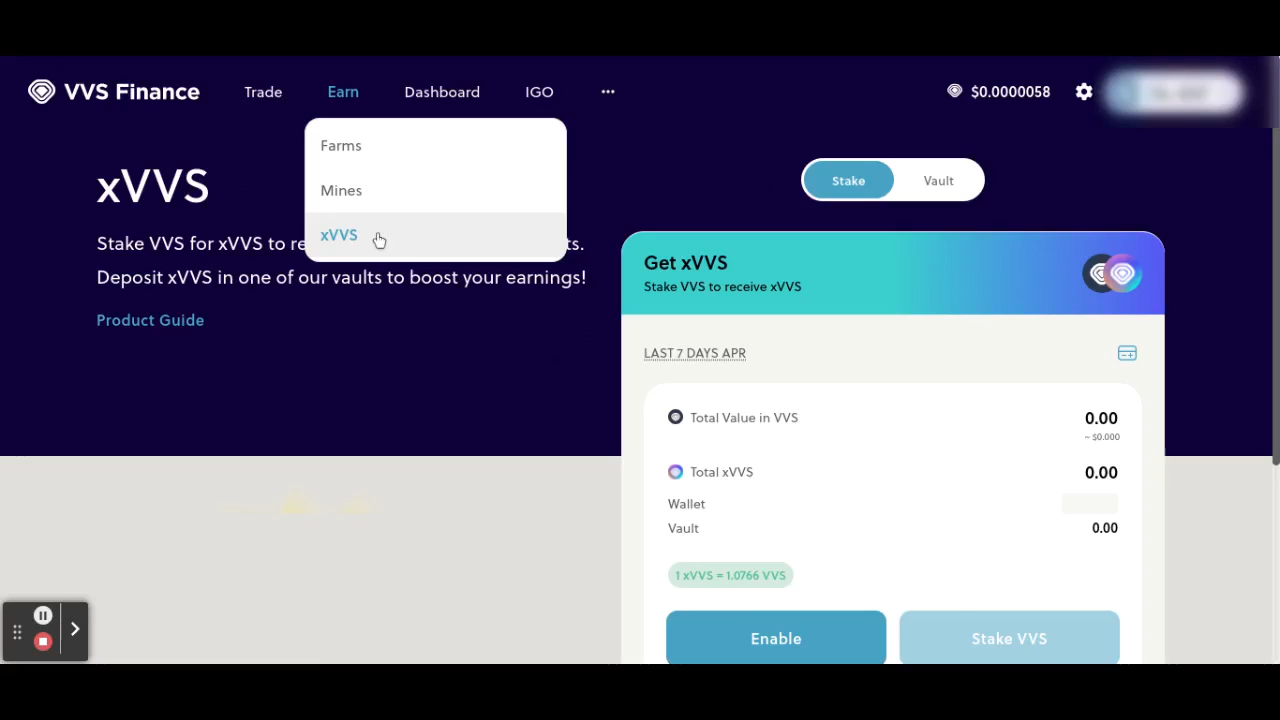 VVS Finance
Trade
Earn
Dashboard
IGO
...
$0.0000058
Farms
Mines
xVVS
xVVS
Stake VVS for xVVS to re ts.
Deposit xVVS in one of our vaults to boost your earnings!
Product Guide
Stake
Vault
Get xVVS
Stake VVS to receive xVVS
LAST 7 DAYS APR
Total Value in VVS
0.00
~ $0.000
Total xVVS
0.00
Wallet
Vault
0.00
1 xVVS = 1.0766 VVS
Enable
Stake VVS